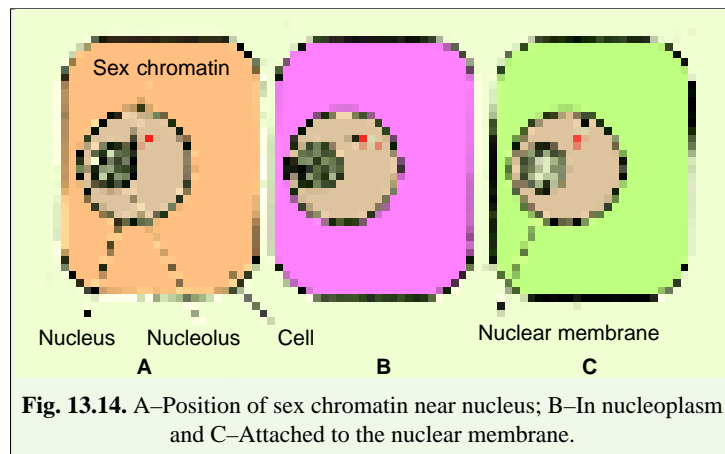 Sex chromatin
Nucleus Nucleolus Cell Nuclear membrane
A B C
Fig. 13.14. A–Position of sex chromatin near nucleus; B–In nucleoplasm
and C–Attached to the nuclear membrane.